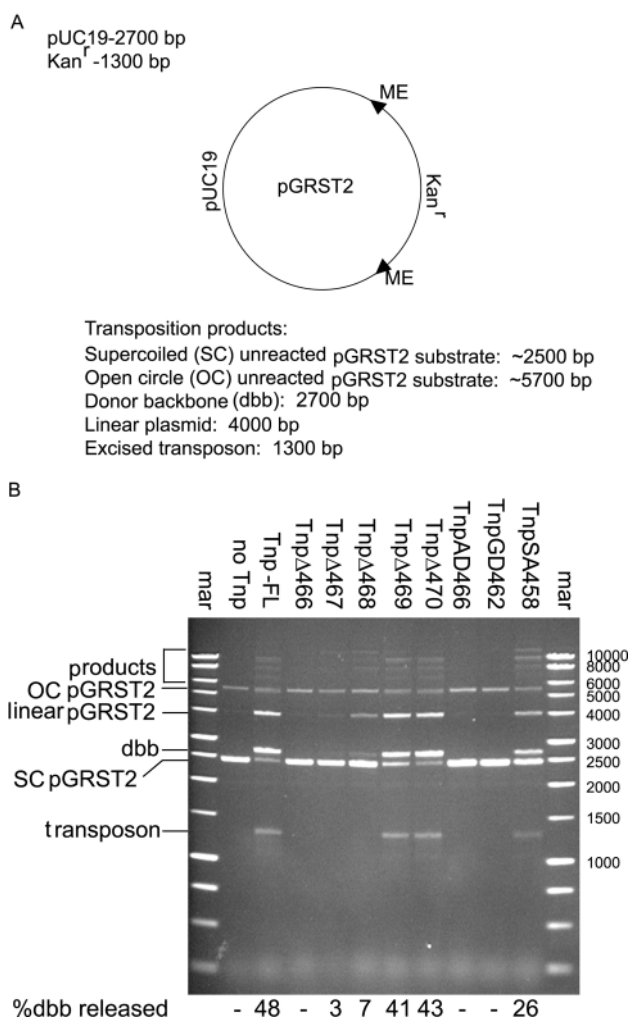 A
pUC19-2700 bp
Kanʳ -1300 bp
ME
pUC19
pGRST2
Kanʳ
ME
Transposition products:
Supercoiled (SC) unreacted pGRST2 substrate: ~2500 bp
Open circle (OC) unreacted pGRST2 substrate: ~5700 bp
Donor backbone (dbb): 2700 bp
Linear plasmid: 4000 bp
Excised transposon: 1300 bp
B
mar
no Tnp
Tnp-FL
TnpΔ466
TnpΔ467
TnpΔ468
TnpΔ469
TnpΔ470
TnpAD466
TnpGD462
TnpSA458
mar
products
OC pGRST2
linear pGRST2
dbb
SC pGRST2
transposon
10000
8000
6000
5000
4000
3000
2500
2000
1500
1000
%dbb released - 48 - 3 7 41 43 - - 26